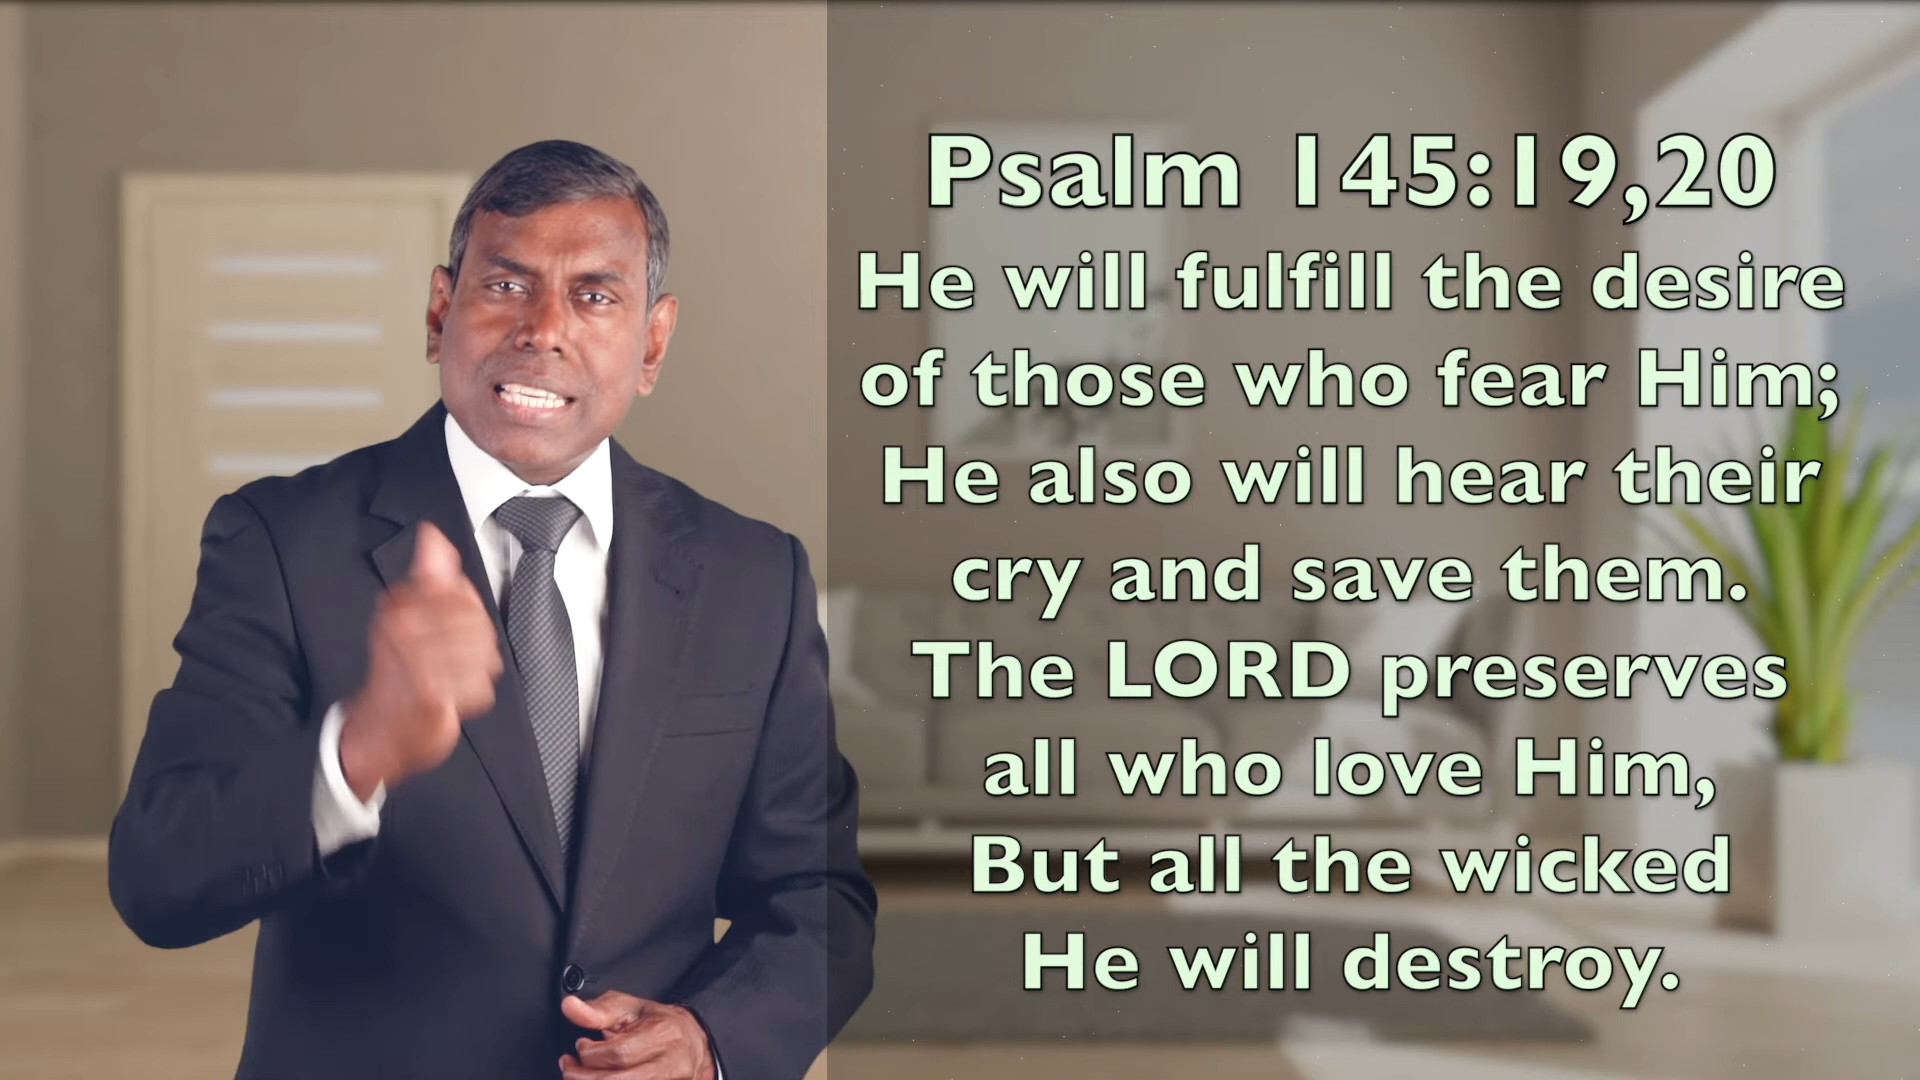 Psalm 145:19,20
He will fulfill the desire
of those who fear Him;
He also will hear their
cry and save them.
The LORD preserves
all who love Him,
But all the wicked
He will destroy.